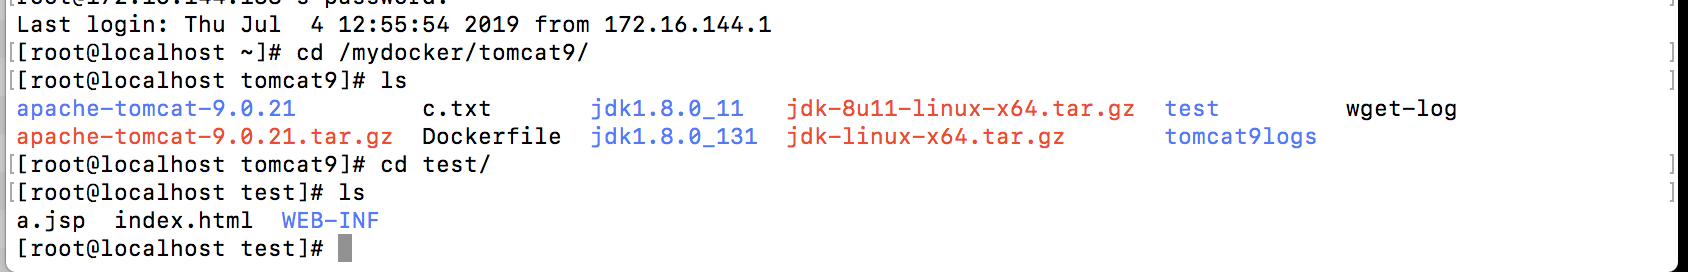 Last login: Thu Jul  4 12:55:54 2019 from 172.16.144.1
[[root@localhost ~]# cd /mydocker/tomcat9/ ]
[[root@localhost tomcat9]# ls ]
apache-tomcat-9.0.21 c.txt jdk1.8.0_11 jdk-8u11-linux-x64.tar.gz test wget-log
apache-tomcat-9.0.21.tar.gz Dockerfile jdk1.8.0_131 jdk-linux-x64.tar.gz tomcat9logs
[[root@localhost tomcat9]# cd test/ ]
[[root@localhost test]# ls ]
a.jsp index.html WEB-INF
[root@localhost test]#